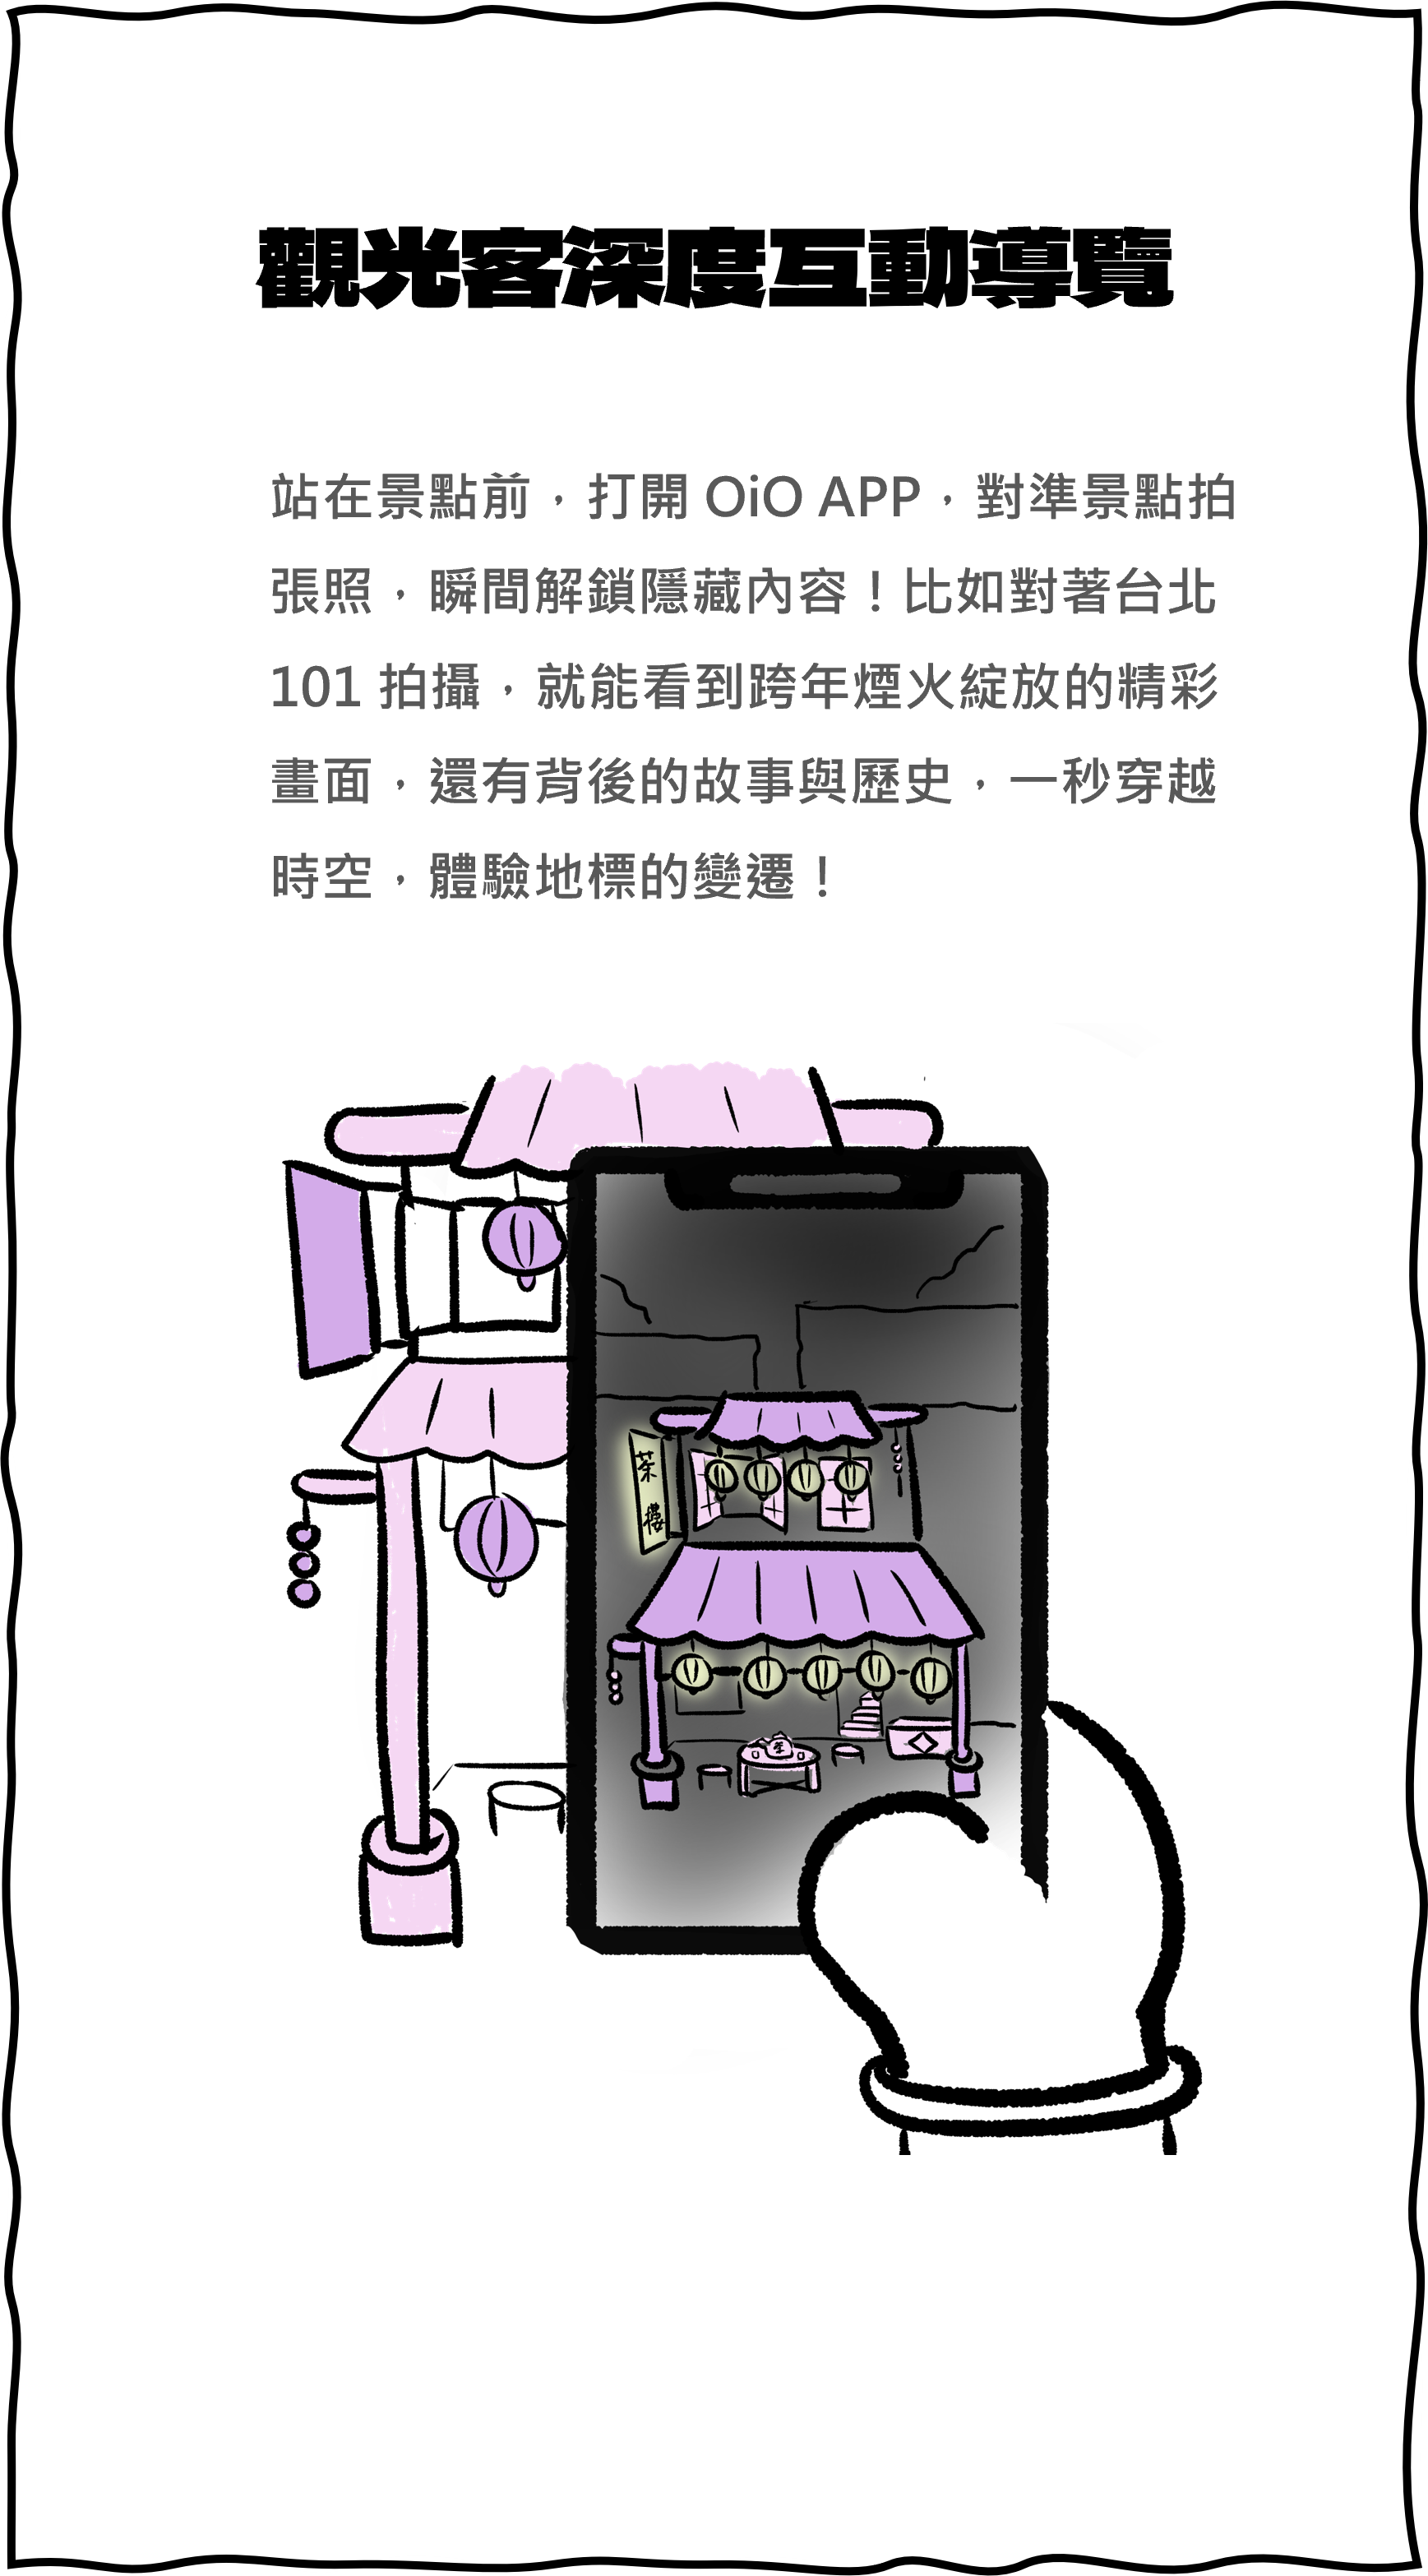 觀光客深度互動導覽
站在景點前，打開 OiO APP，對準景點拍
張照，瞬間解鎖隱藏內容！比如對著台北
101 拍攝，就能看到跨年煙火綻放的精彩
畫面，還有背後的故事與歷史，一秒穿越
時空，體驗地標的變遷！
茶
樓
茶